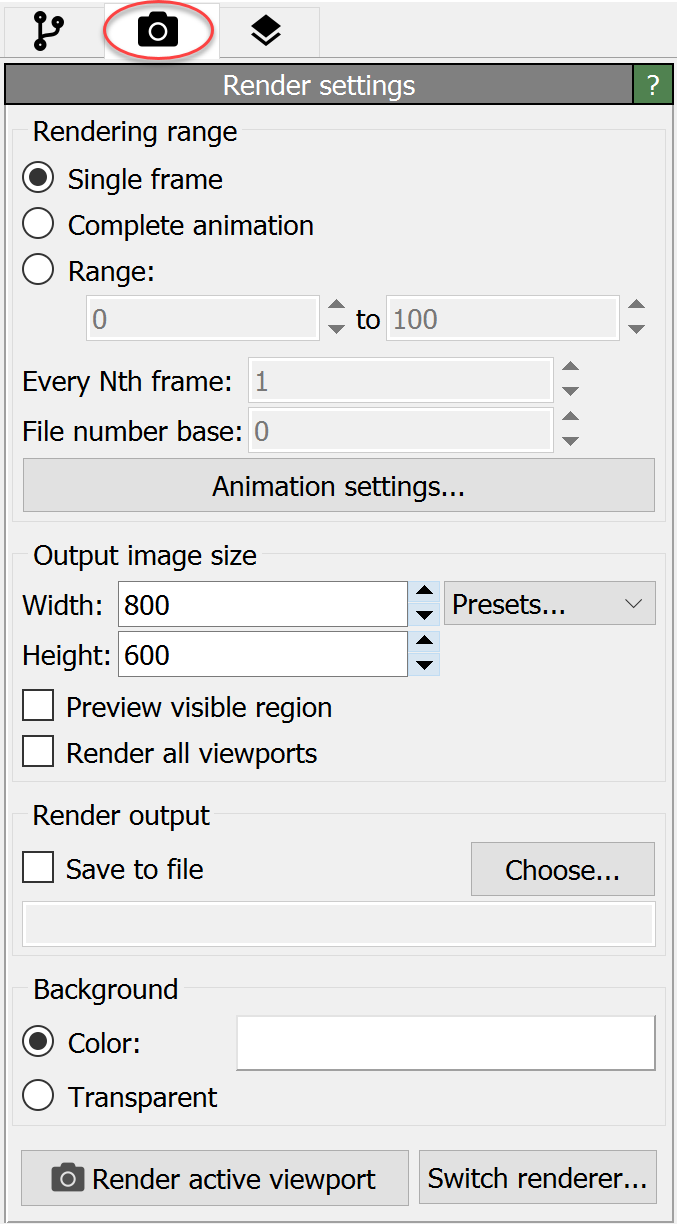 Render settings ?
Rendering range
Single frame
Complete animation
Range:
0 to 100
Every Nth frame: 1
File number base: 0
Animation settings...
Output image size
Width: 800 Presets...
Height: 600
Preview visible region
Render all viewports
Render output
Save to file Choose...
Background
Color:
Transparent
Render active viewport Switch renderer...